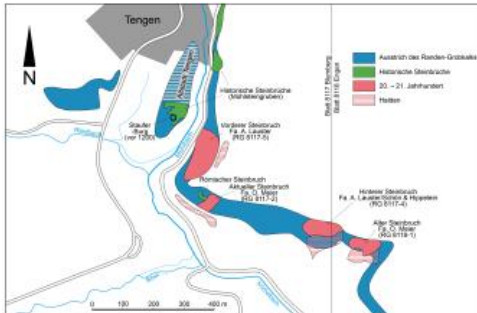 Tengen
N
Altstadt Tengen
Historische Steinbrüche
(Mühlsteingruben)
Staufer-
Burg
(vor 1200)
Vorderer Steinbruch
Fa. A. Lauster
(RG 8117-5)
Römischer Steinbruch
Aktueller Steinbruch
Fa. O. Maier
(RG 8117-2)
Hinterer Steinbruch
Fa. A. Lauster/Schön & Hippelein
(RG 8117-4)
Alter Steinbruch
Fa. O. Maier
(RG 8118-1)
Blatt 8117 Blumberg
Blatt 8118 Engen
Ausstrich des Randen-Grobkalks
Historische Steinbrüche
20. – 21. Jahrhundert
Halden
0 100 200 300 400 m